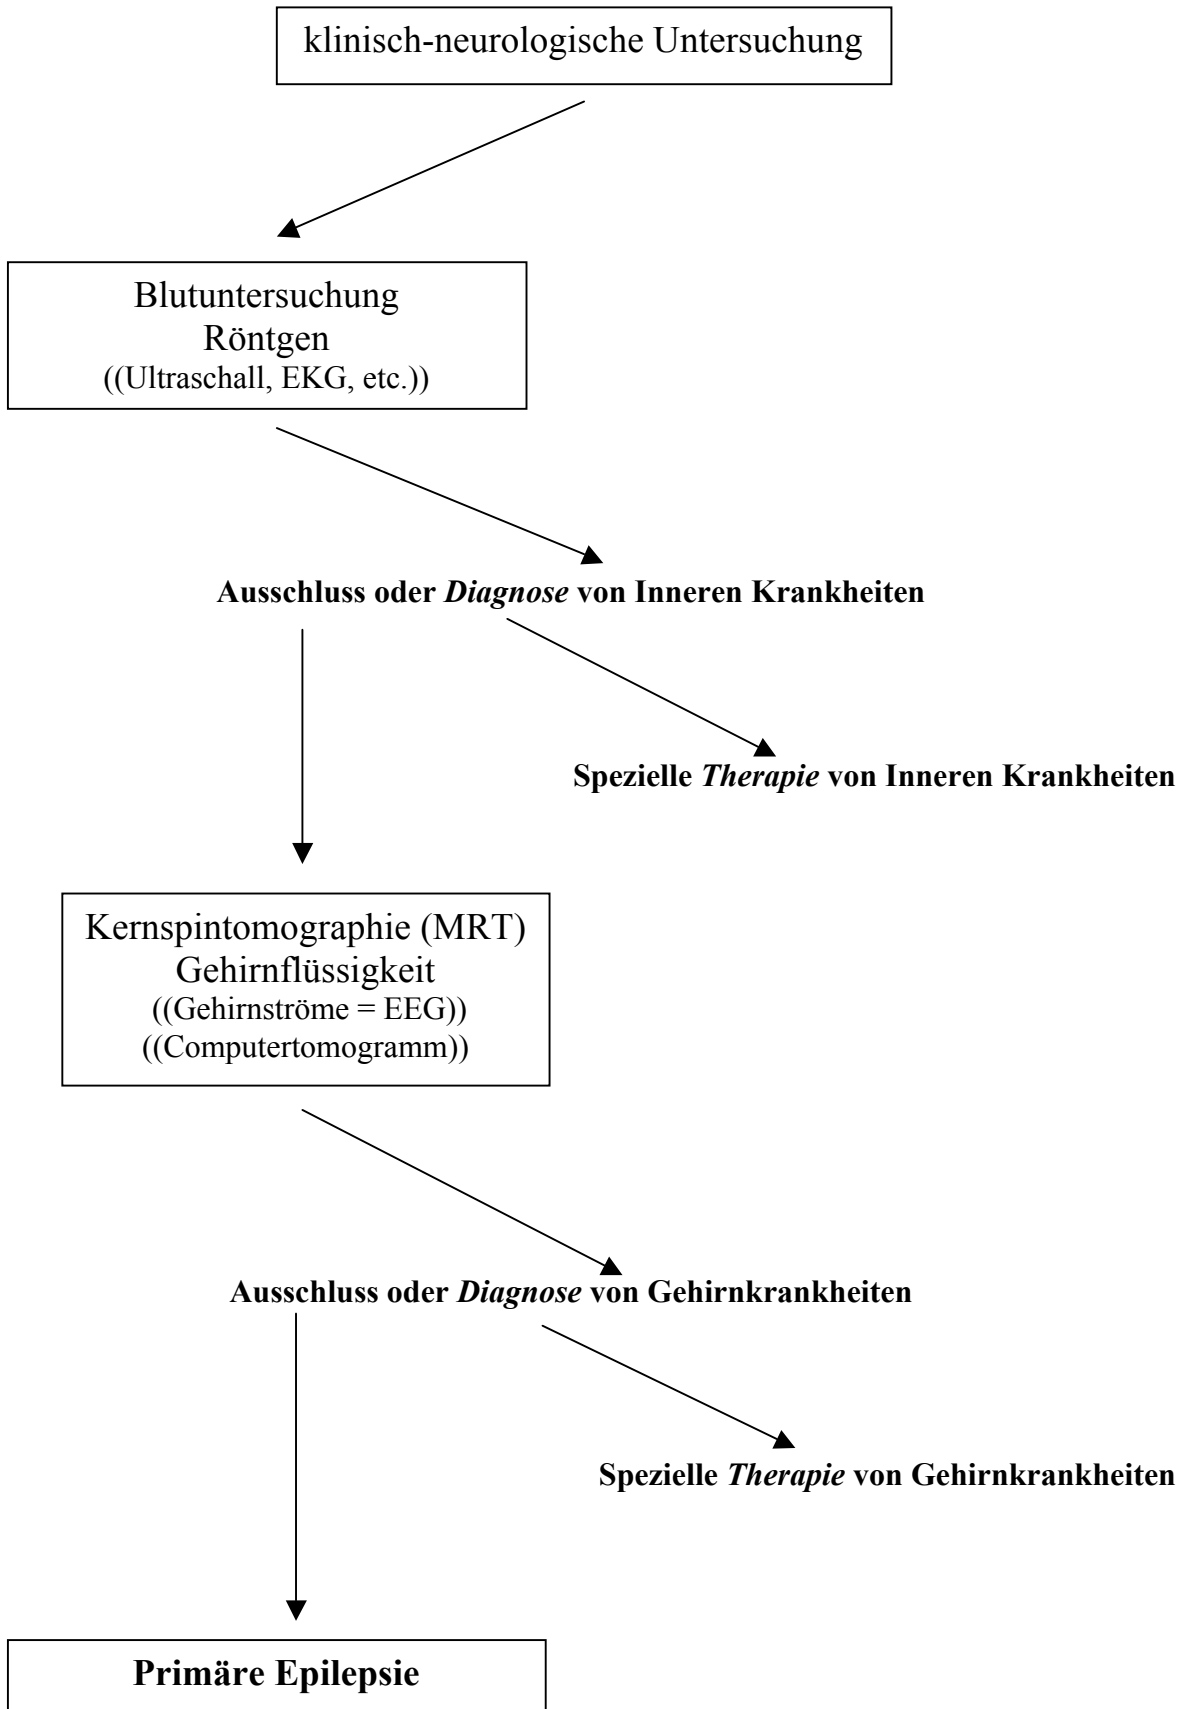 klinisch-neurologische Untersuchung
Blutuntersuchung
Röntgen
((Ultraschall, EKG, etc.))
Ausschluss oder Diagnose von Inneren Krankheiten
Spezielle Therapie von Inneren Krankheiten
Kernspintomographie (MRT)
Gehirnflüssigkeit
((Gehirnströme = EEG))
((Computertomogramm))
Ausschluss oder Diagnose von Gehirnkrankheiten
Spezielle Therapie von Gehirnkrankheiten
Primäre Epilepsie